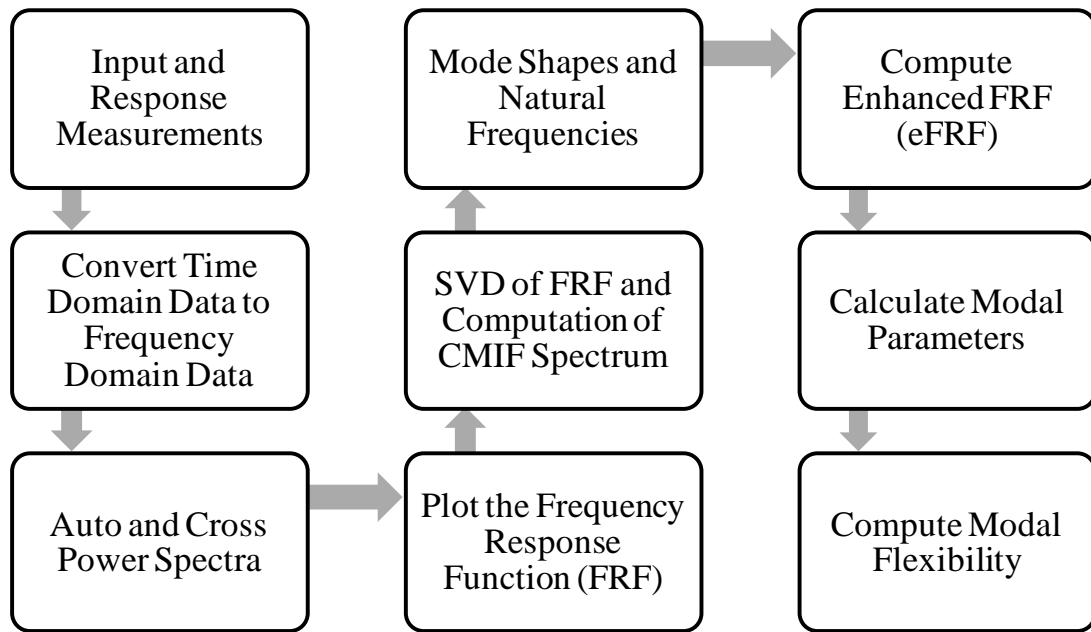 Input and
Response
Measurements
Convert Time
Domain Data to
Frequency
Domain Data
Auto and Cross
Power Spectra
Plot the Frequency
Response
Function (FRF)
SVD of FRF and
Computation of
CMIF Spectrum
Mode Shapes and
Natural
Frequencies
Compute
Enhanced FRF
(eFRF)
Calculate Modal
Parameters
Compute Modal
Flexibility